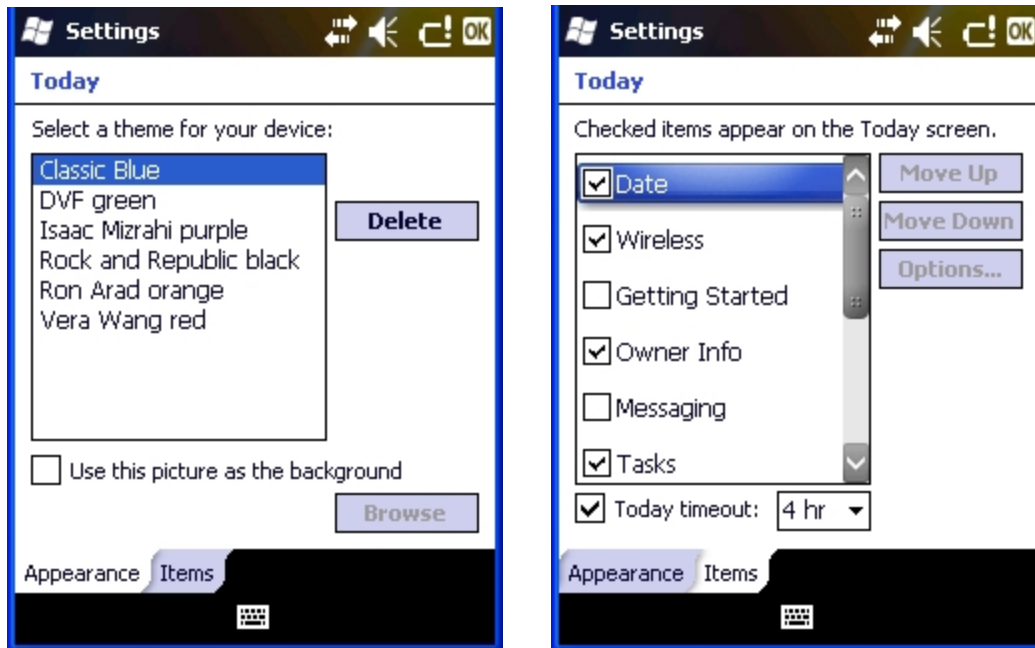 Settings
OK
Today
Select a theme for your device:
Classic Blue
DVF green
Isaac Mizrahi purple
Rock and Republic black
Ron Arad orange
Vera Wang red
Delete
Use this picture as the background
Browse
Appearance Items
Settings
OK
Today
Checked items appear on the Today screen.
Date
Wireless
Getting Started
Owner Info
Messaging
Tasks
Move Up
Move Down
Options...
Today timeout: 4 hr
Appearance Items